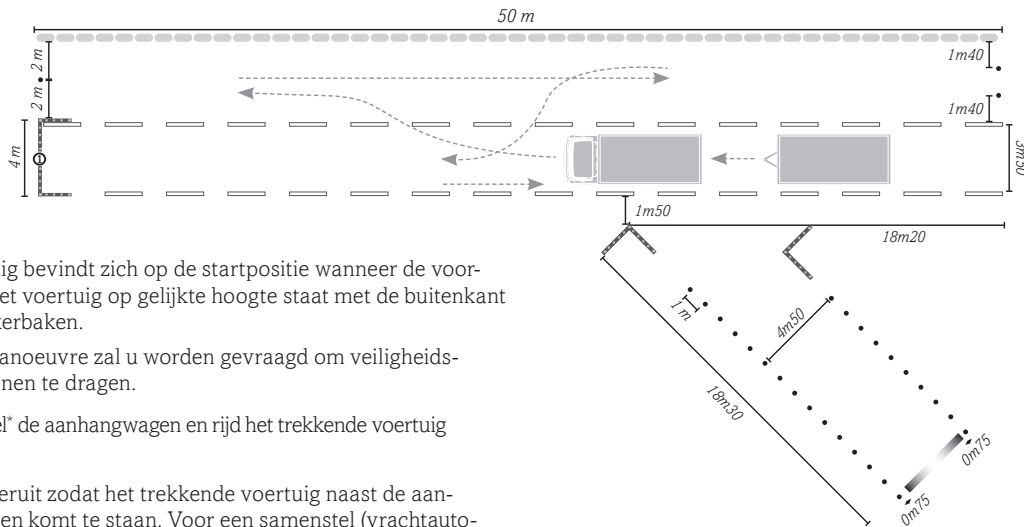 50 m
2 m
2 m
4 m
1
1m40
1m40
3m50
1m50
18m20
1 m
4m50
18m30
0m75
0m75
ig bevindt zich op de startpositie wanneer de voor-
et voertuig op gelijkte hoogte staat met de buitenkant
kerbaken.
anoeuvre zal u worden gevraagd om veiligheids-
nen te dragen.
el* de aanhangwagen en rijd het trekkende voertuig
eruit zodat het trekkende voertuig naast de aan-
en komt te staan. Voor een samenstel (vrachtauto-